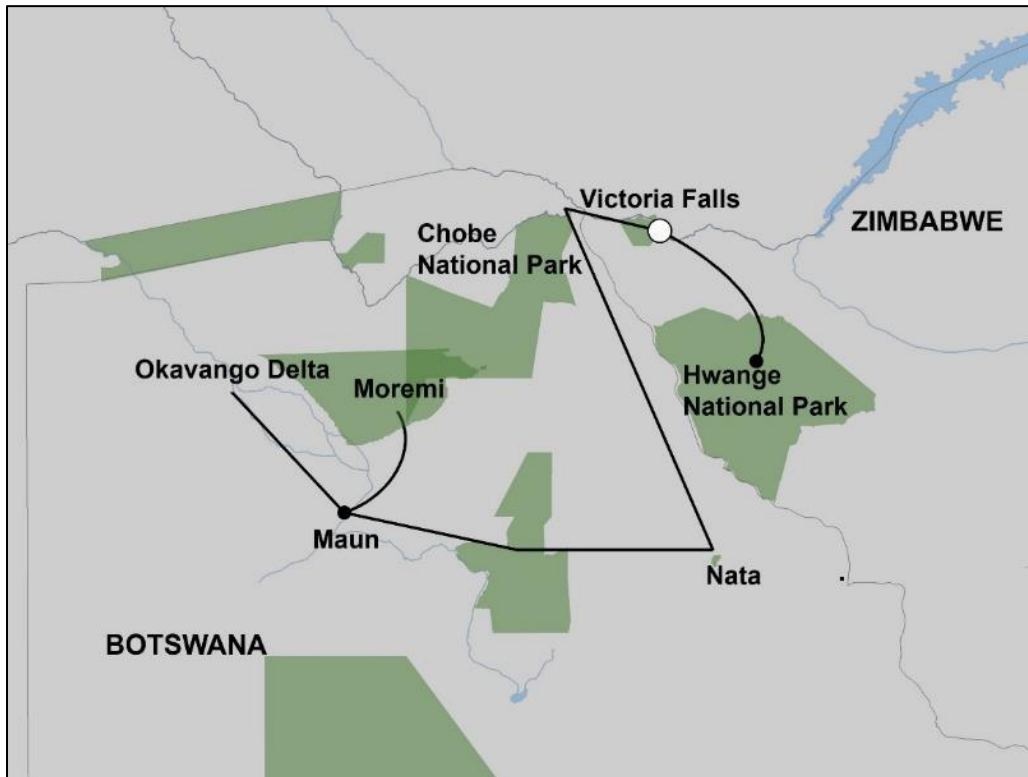 Victoria Falls
ZIMBABWE
Chobe
National Park
Okavango Delta
Moremi
Hwange
National Park
Maun
Nata
BOTSWANA